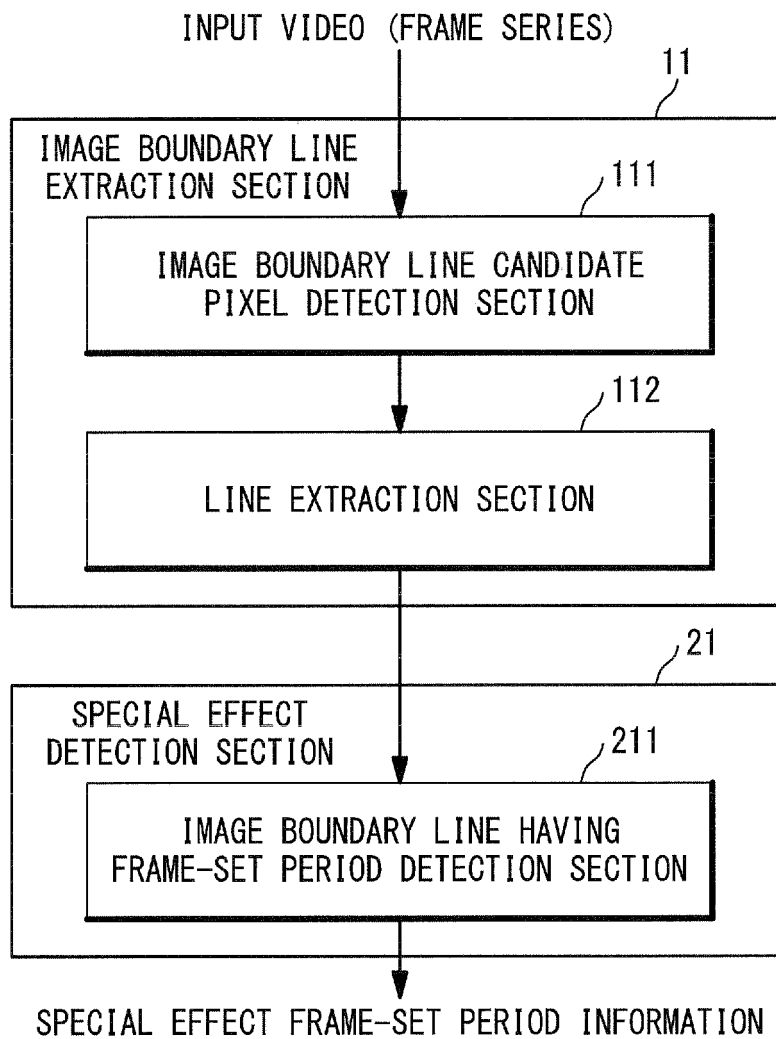 INPUT VIDEO (FRAME SERIES)
11
IMAGE BOUNDARY LINE
EXTRACTION SECTION
111
IMAGE BOUNDARY LINE CANDIDATE
PIXEL DETECTION SECTION
112
LINE EXTRACTION SECTION
21
SPECIAL EFFECT
DETECTION SECTION
211
IMAGE BOUNDARY LINE HAVING
FRAME-SET PERIOD DETECTION SECTION
SPECIAL EFFECT FRAME-SET PERIOD INFORMATION